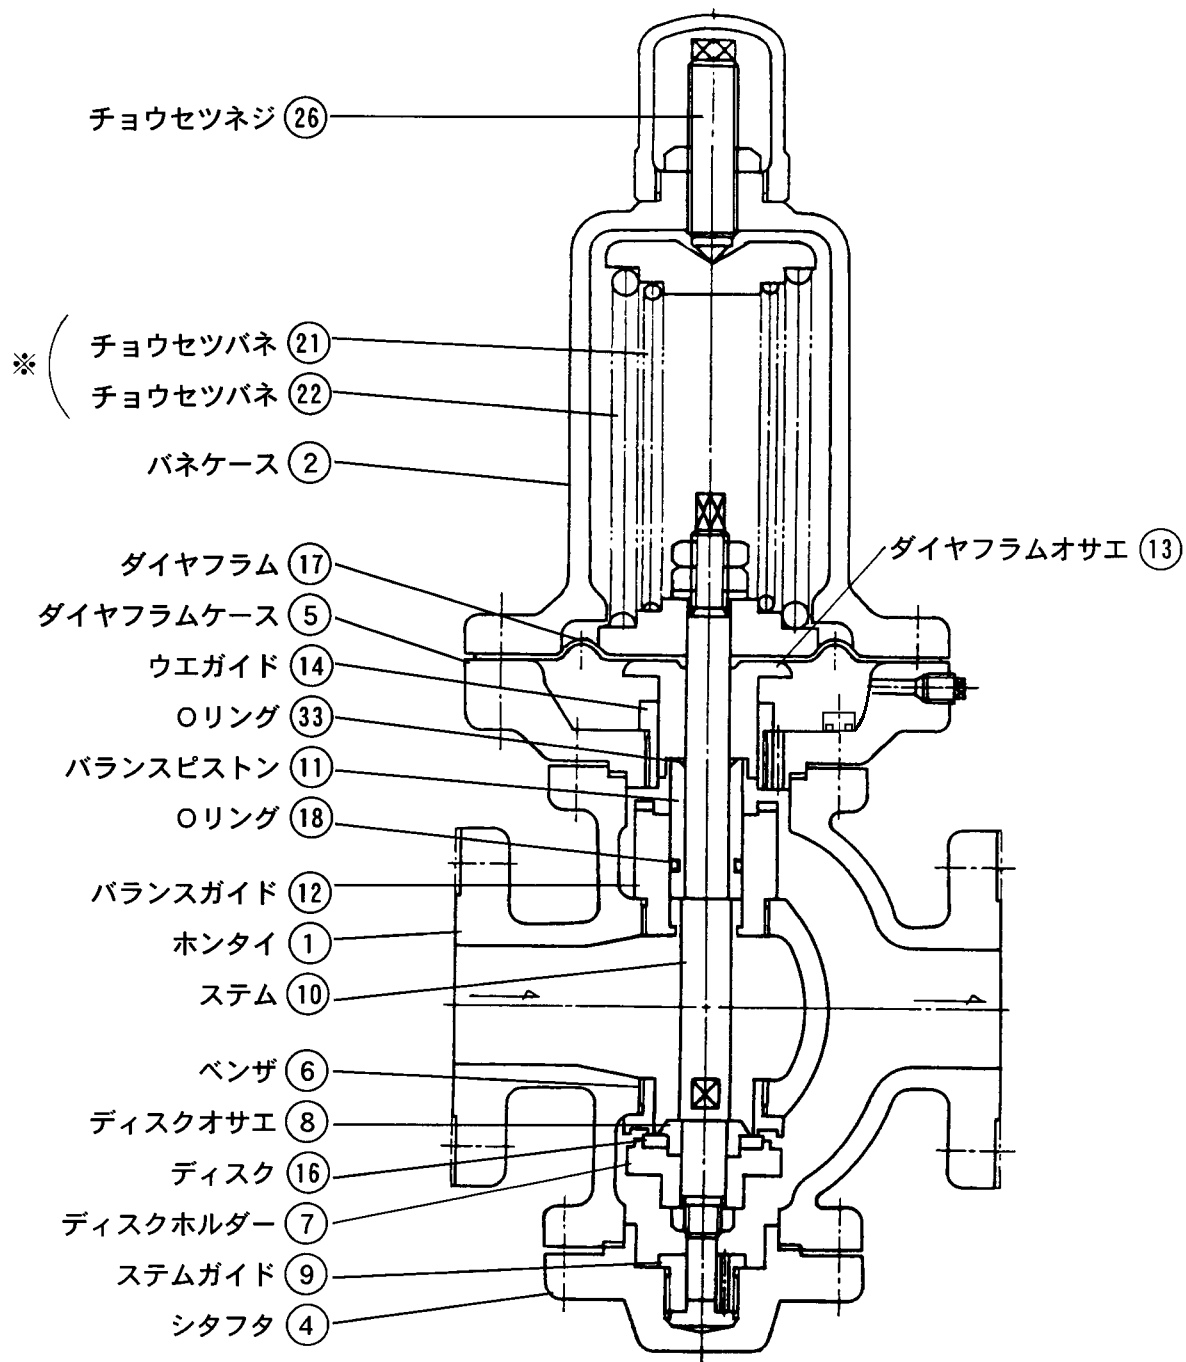 チョウセツネジ 26
※ チョウセツバネ 21
チョウセツバネ 22
バネケース 2
ダイヤフラムオサエ 13
ダイヤフラム 17
ダイヤフラムケース 5
ウエガイド 14
Oリング 33
バランスピストン 11
Oリング 18
バランスガイド 12
ホンタイ 1
ステム 10
ベンザ 6
ディスクオサエ 8
ディスク 16
ディスクホルダー 7
ステムガイド 9
シタフタ 4